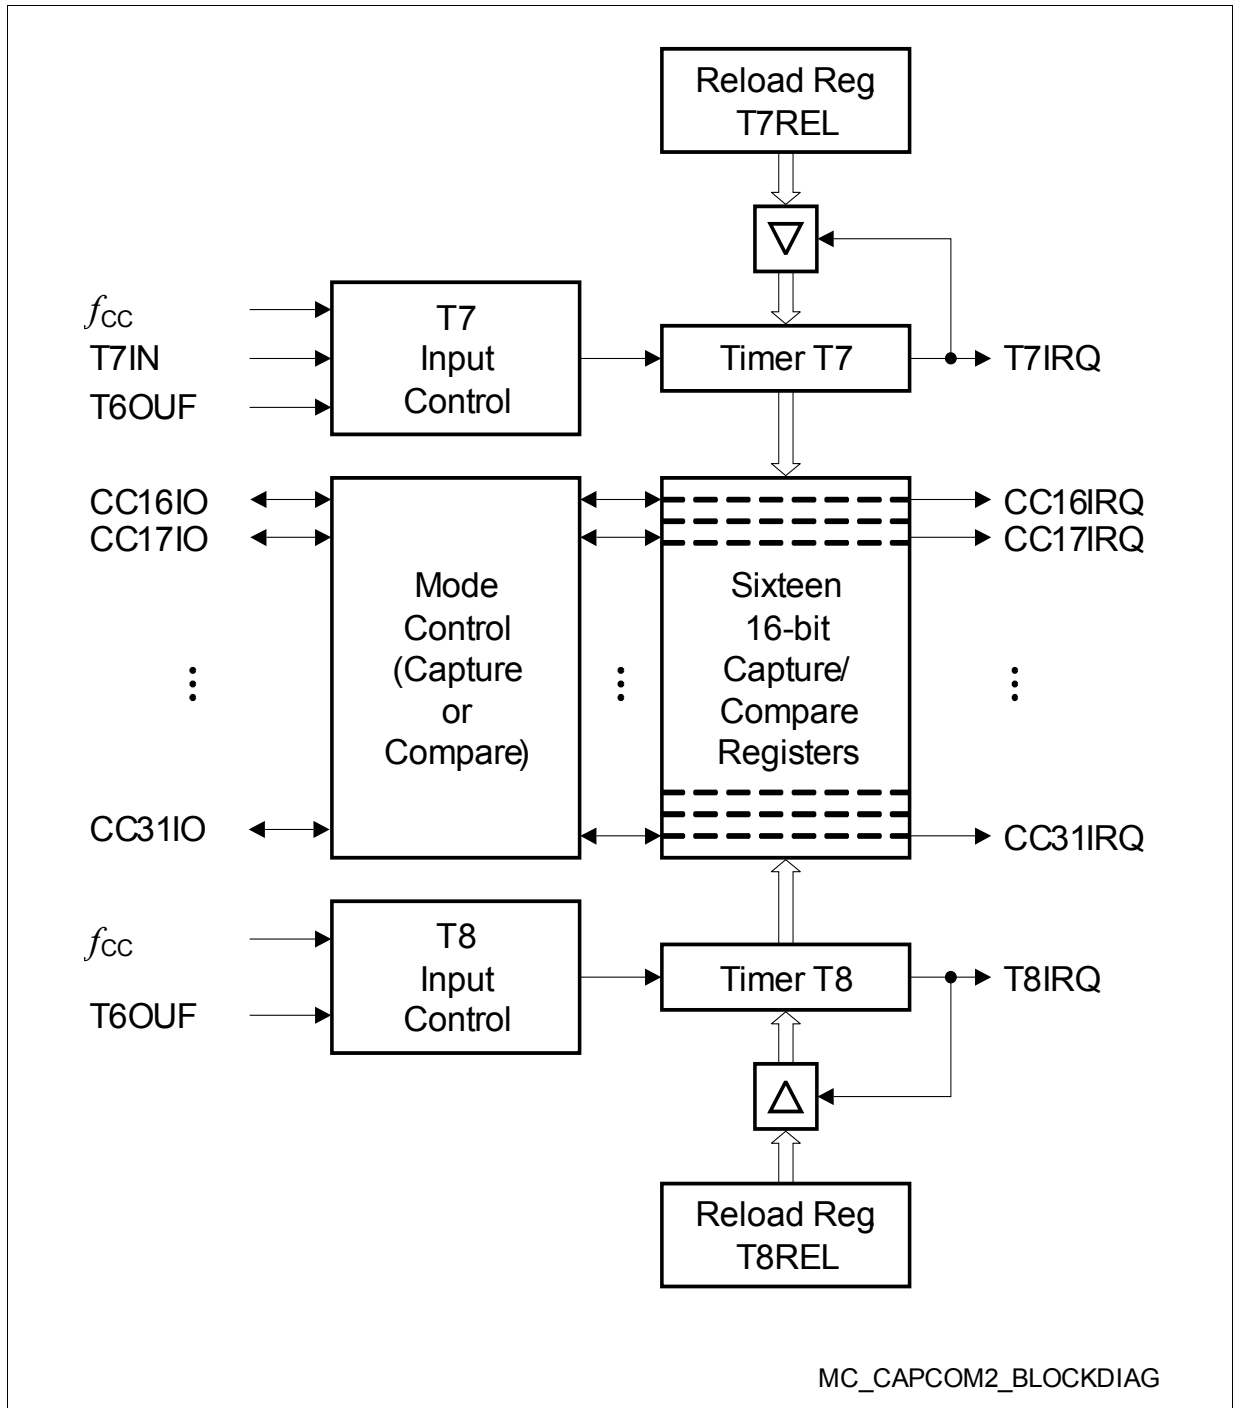 Reload Reg
T7REL
fCC
T7IN
T6OUF
T7
Input
Control
Timer T7
T7IRQ
CC16IO
CC17IO
CC31IO
Mode
Control
(Capture
or
Compare)
Sixteen
16-bit
Capture/
Compare
Registers
CC16IRQ
CC17IRQ
CC31IRQ
fCC
T6OUF
T8
Input
Control
Timer T8
T8IRQ
Reload Reg
T8REL
MC_CAPCOM2_BLOCKDIAG